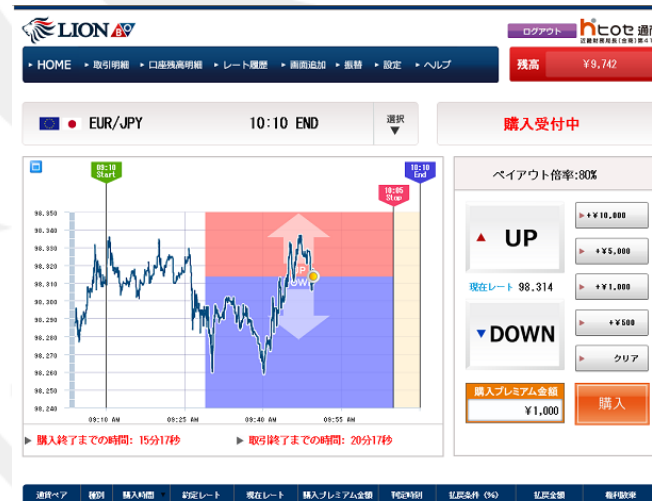 LION BO
ログアウト
ヒトセ 通
HOME 取引明細 口座残高明細 レート履歴 画面追加 振替 設定 ヘルプ
残高 ¥9,742
EUR/JPY 10:10 END 選択 ▼
購入受付中
09:10 Start
10:10 End
10:05 Stop
ペイアウト倍率:80%
98.350
98.340
98.330
98.320
98.310
98.300
98.290
98.280
98.270
98.260
98.250
98.240
UP
DOWN
09:10 AM 09:25 AM 09:40 AM 09:55 AM
▲ UP
現在レート 98.314
▼DOWN
+¥10,000
+¥5,000
+¥1,000
+¥500
クリア
購入プレミアム金額
¥1,000
購入
購入終了までの時間: 15分17秒 取引終了までの時間: 20分17秒
通貨ペア 種別 購入時間 約定レート 現在レート 購入プレミアム金額 判定時刻 払戻条件 (%) 払戻金額 権利放棄